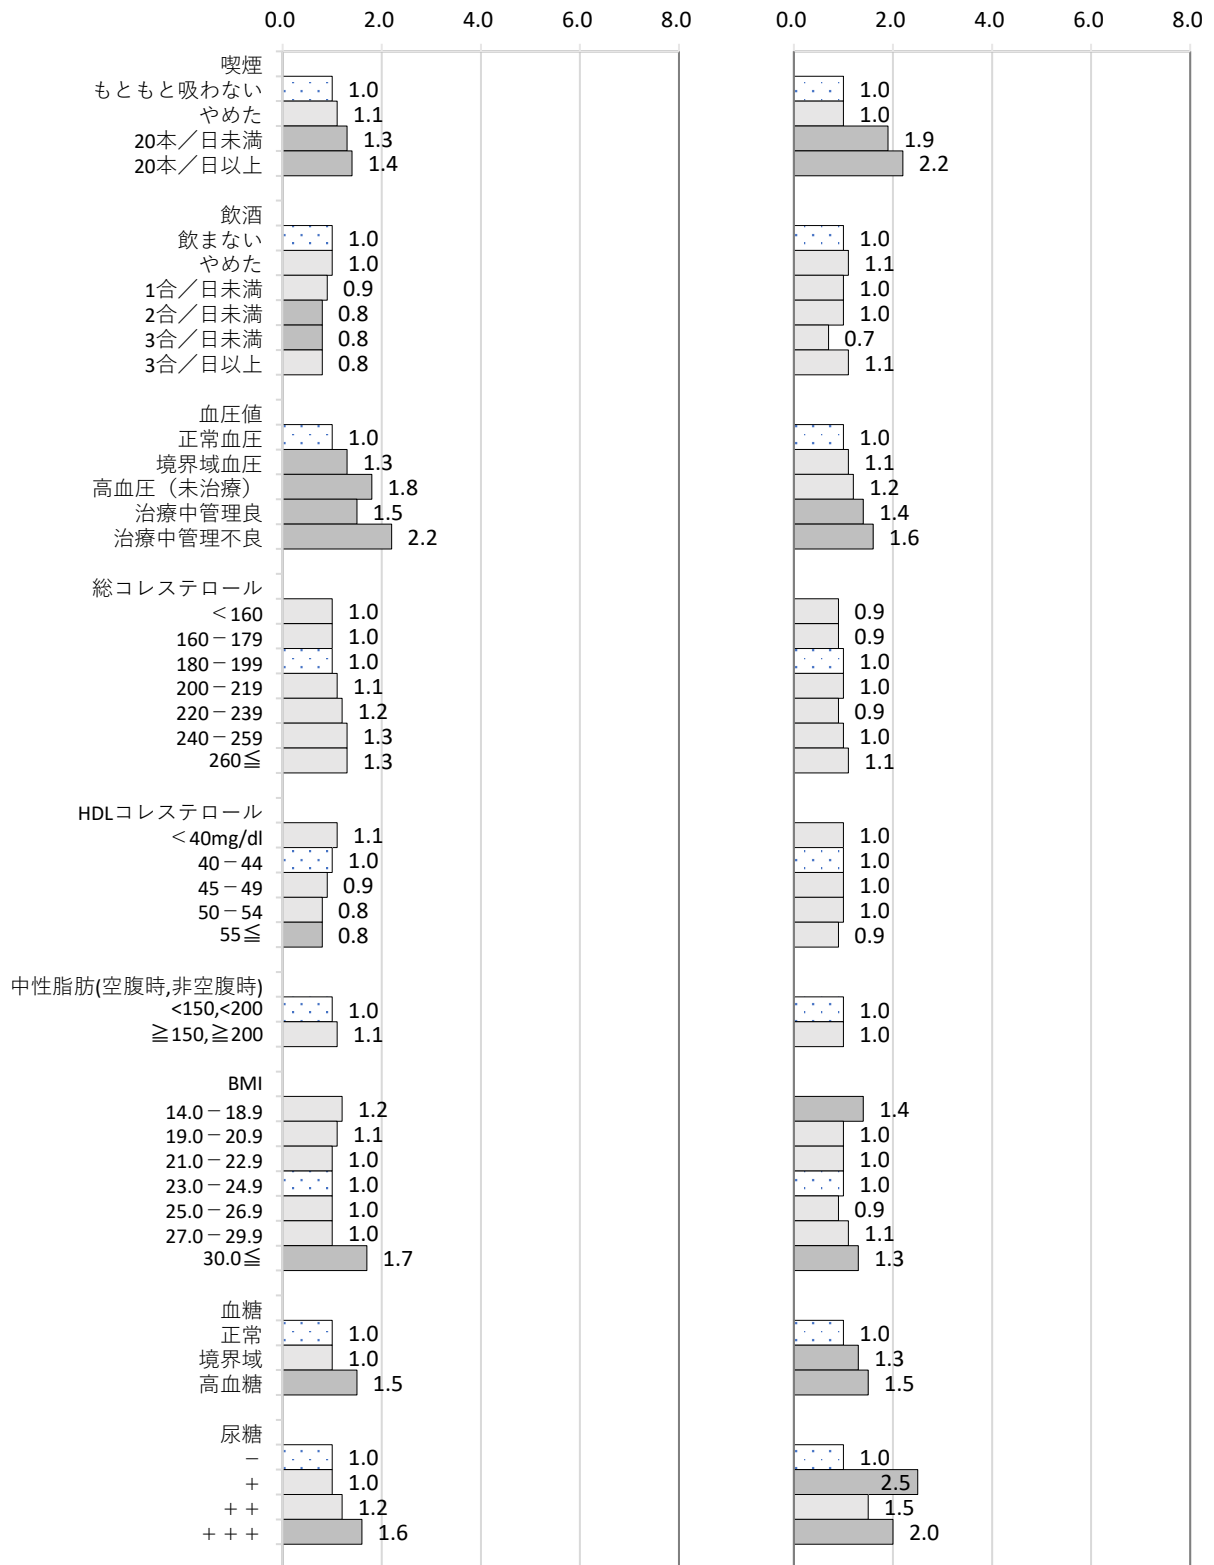 0.0 2.0 4.0 6.0 8.0 0.0 2.0 4.0 6.0 8.0
喫煙
もともと吸わない 1.0 1.0
やめた 1.1 1.0
20本／日未満 1.3 1.9
20本／日以上 1.4 2.2
飲酒
飲まない 1.0 1.0
やめた 1.0 1.1
1合／日未満 0.9 1.0
2合／日未満 0.8 1.0
3合／日未満 0.8 0.7
3合／日以上 0.8 1.1
血圧値
正常血圧 1.0 1.0
境界域血圧 1.3 1.1
高血圧（未治療） 1.8 1.2
治療中管理良 1.5 1.4
治療中管理不良 2.2 1.6
総コレステロール
＜160 1.0 0.9
160－179 1.0 0.9
180－199 1.0 1.0
200－219 1.1 1.0
220－239 1.2 0.9
240－259 1.3 1.0
260≦ 1.3 1.1
HDLコレステロール
＜40mg/dl 1.1 1.0
40－44 1.0 1.0
45－49 0.9 1.0
50－54 0.8 1.0
55≦ 0.8 0.9
中性脂肪(空腹時,非空腹時)
<150,<200 1.0 1.0
≧150,≧200 1.1 1.0
BMI
14.0－18.9 1.2 1.4
19.0－20.9 1.1 1.0
21.0－22.9 1.0 1.0
23.0－24.9 1.0 1.0
25.0－26.9 1.0 0.9
27.0－29.9 1.0 1.1
30.0≦ 1.7 1.3
血糖
正常 1.0 1.0
境界域 1.0 1.3
高血糖 1.5 1.5
尿糖
－ 1.0 1.0
＋ 1.0 2.5
＋＋ 1.2 1.5
＋＋＋ 1.6 2.0